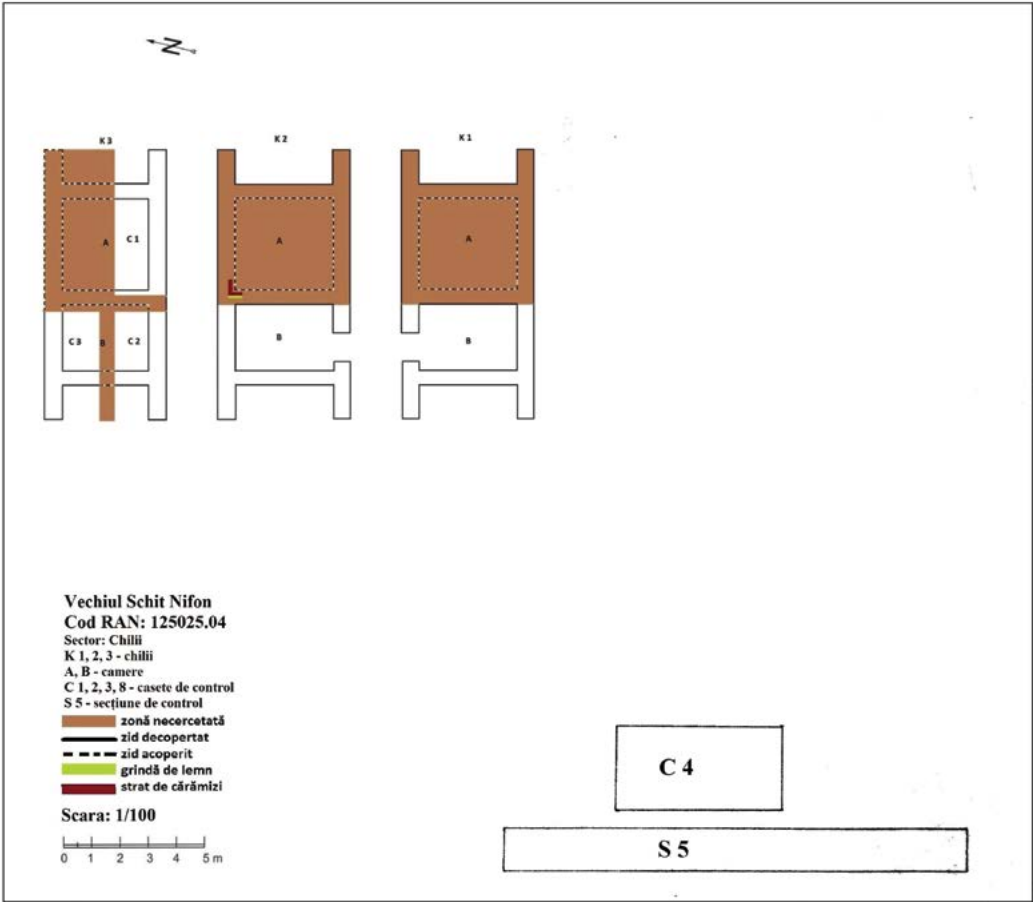 N
K3
K2
K1
A
C1
A
A
C3
B
C2
B
B
Vechiul Schit Nifon
Cod RAN: 125025.04
Sector: Chilii
K 1, 2, 3 - chilii
A, B - camere
C 1, 2, 3, 8 - casete de control
S 5 - secțiune de control
zonă necercetată
zid decopertat
zid acoperit
grindă de lemn
strat de cărămizi
Scara: 1/100
0 1 2 3 4 5 m
C 4
S 5